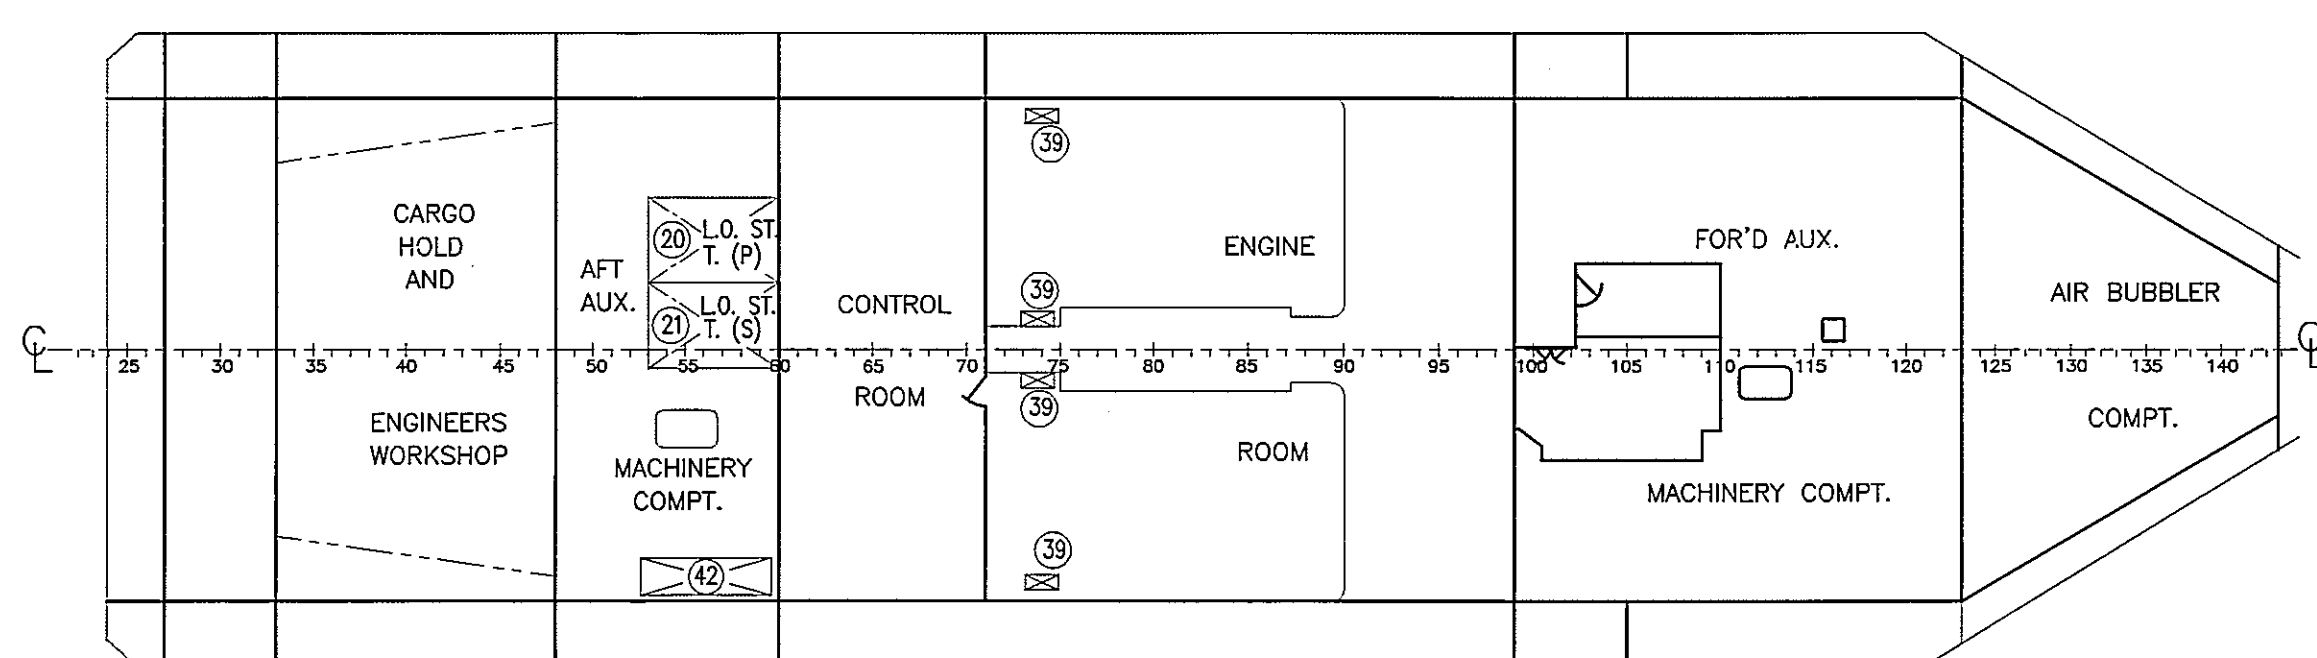 39
CARGO
HOLD
AND
20
L.O. ST.
T. (P)
FOR'D AUX.
ENGINE
AFT
AUX.
21
L.O. ST.
T. (S)
CONTROL
39
AIR BUBBLER
CL
CL
25
30
35
40
45
50
55
60
65
70
75
80
85
90
95
100
105
110
115
120
125
130
135
140
ROOM
39
COMPT.
ENGINEERS
WORKSHOP
ROOM
MACHINERY
COMPT.
MACHINERY COMPT.
39
42